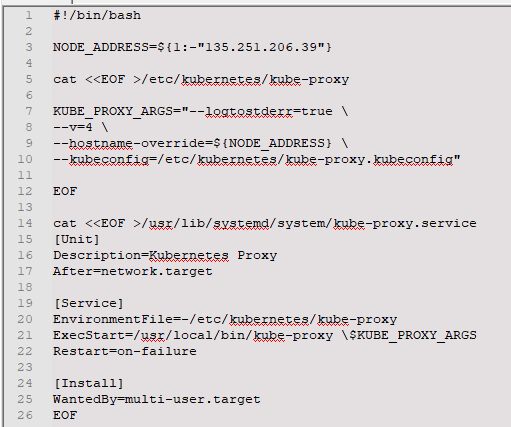 1 #!/bin/bash
2
3 NODE_ADDRESS=${1:-"135.251.206.39"}
4
5 cat <<EOF >/etc/kubernetes/kube-proxy
6
7 KUBE_PROXY_ARGS="--logtostderr=true \
8 --v=4 \
9 --hostname-override=${NODE_ADDRESS} \
10 --kubeconfig=/etc/kubernetes/kube-proxy.kubeconfig"
11
12 EOF
13
14 cat <<EOF >/usr/lib/systemd/system/kube-proxy.service
15 [Unit]
16 Description=Kubernetes Proxy
17 After=network.target
18
19 [Service]
20 EnvironmentFile=-/etc/kubernetes/kube-proxy
21 ExecStart=/usr/local/bin/kube-proxy \$KUBE_PROXY_ARGS
22 Restart=on-failure
23
24 [Install]
25 WantedBy=multi-user.target
26 EOF